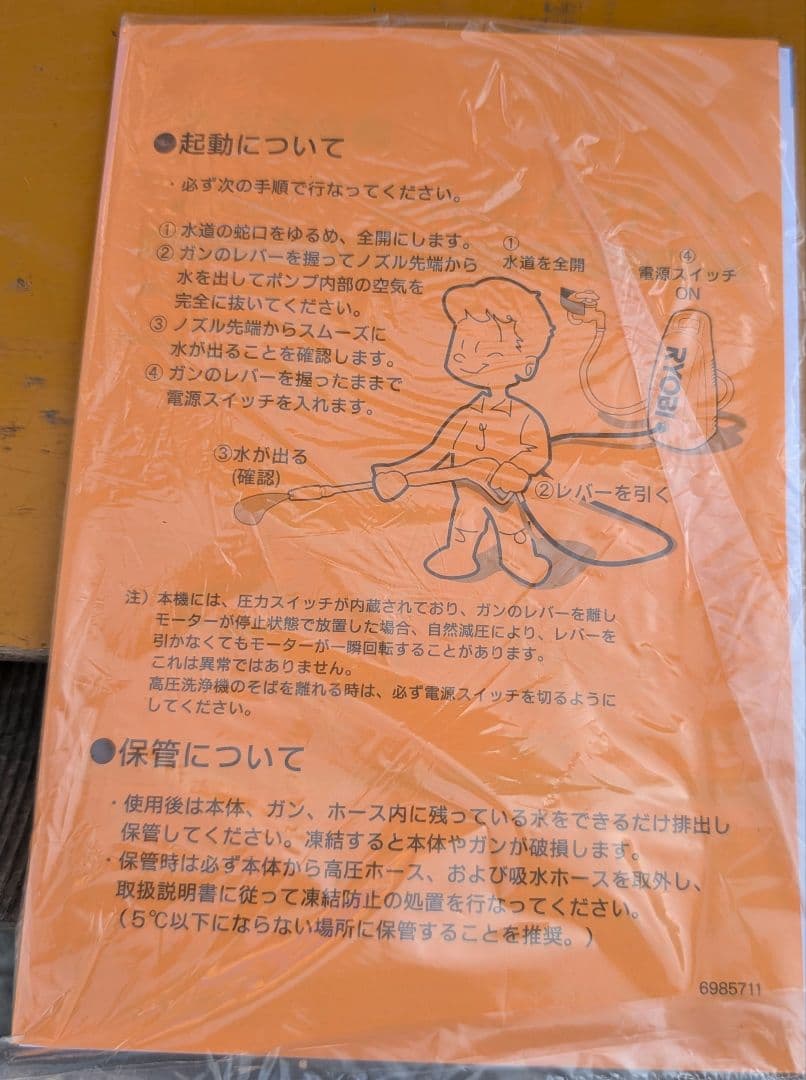 ●起動について
・必ず次の手順で行なってください。
① 水道の蛇口をゆるめ、全開にします。
② ガンのレバーを握ってノズル先端から
水を出してポンプ内部の空気を
完全に抜いてください。
③ ノズル先端からスムーズに
水が出ることを確認します。
④ ガンのレバーを握ったままで
電源スイッチを入れます。
①
水道を全開
④
電源スイッチ
ON
RYOBI
③水が出る
(確認)
②レバーを引く
注）本機には、圧力スイッチが内蔵されており、ガンのレバーを離し
モーターが停止状態で放置した場合、自然減圧により、レバーを
引かなくてもモーターが一瞬回転することがあります。
これは異常ではありません。
高圧洗浄機のそばを離れる時は、必ず電源スイッチを切るように
してください。
●保管について
・使用後は本体、ガン、ホース内に残っている水をできるだけ排出し
保管してください。凍結すると本体やガンが破損します。
・保管時は必ず本体から高圧ホース、および吸水ホースを取外し、
取扱説明書に従って凍結防止の処置を行なってください。
（5℃以下にならない場所に保管することを推奨。）
6985711